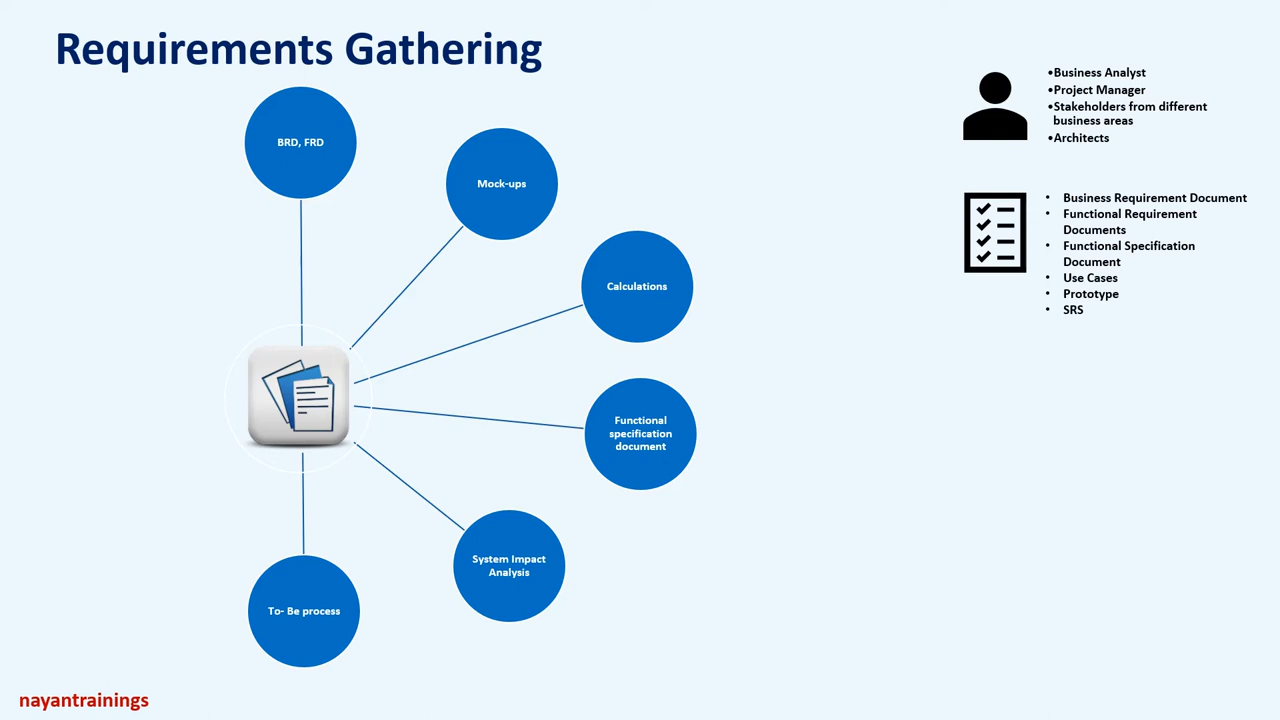 Requirements Gathering
BRD, FRD
Mock-ups
Calculations
Functional
specification
document
System Impact
Analysis
To- Be process
•Business Analyst
•Project Manager
•Stakeholders from different
business areas
•Architects
• Business Requirement Document
• Functional Requirement
Documents
• Functional Specification
Document
• Use Cases
• Prototype
• SRS
nayantrainings